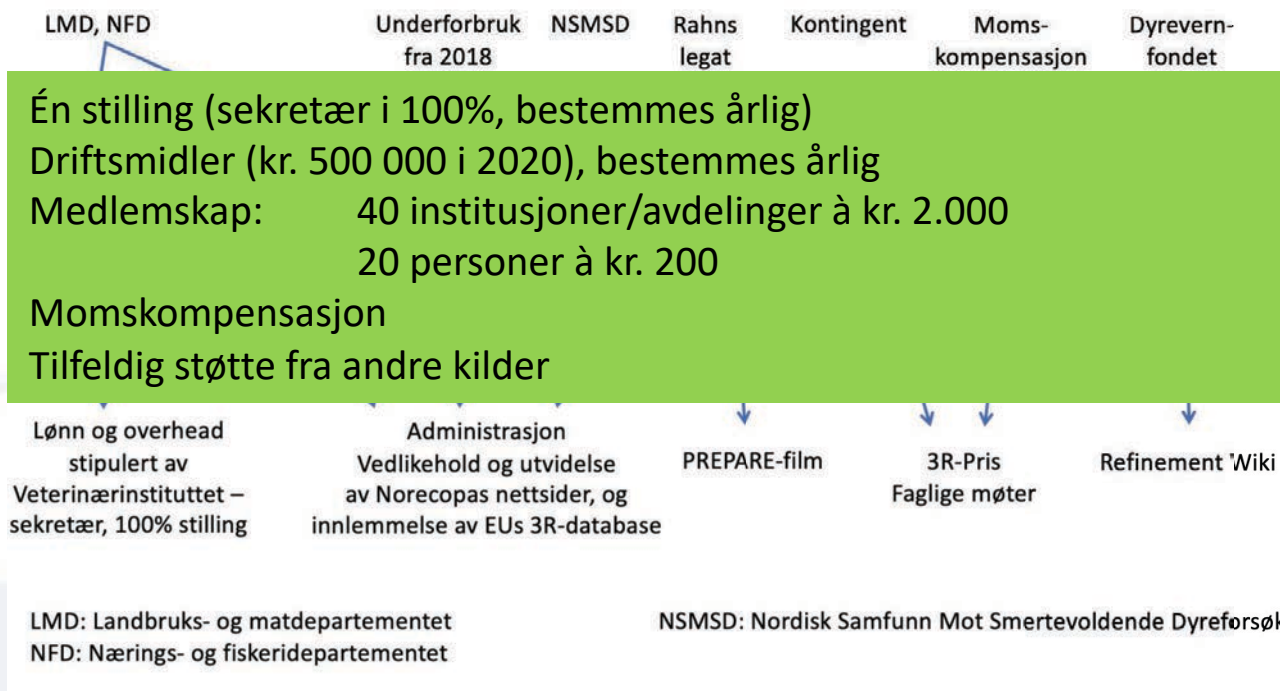 LMD, NFD
Underforbruk
fra 2018
NSMSD
Rahns
legat
Kontingent
Moms-
kompensasjon
Dyrevern-
fondet
Én stilling (sekretær i 100%, bestemmes årlig)
Driftsmidler (kr. 500 000 i 2020), bestemmes årlig
Medlemskap: 40 institusjoner/avdelinger à kr. 2.000
20 personer à kr. 200
Momskompensasjon
Tilfeldig støtte fra andre kilder
Lønn og overhead
stipulert av
Veterinærinstituttet –
sekretær, 100% stilling
Administrasjon
Vedlikehold og utvidelse
av Norecopas nettsider, og
innlemmelse av EUs 3R-database
PREPARE-film
3R-Pris
Faglige møter
Refinement Wiki
LMD: Landbruks- og matdepartementet
NFD: Nærings- og fiskeridepartementet
NSMSD: Nordisk Samfunn Mot Smertevoldende Dyreforsøk